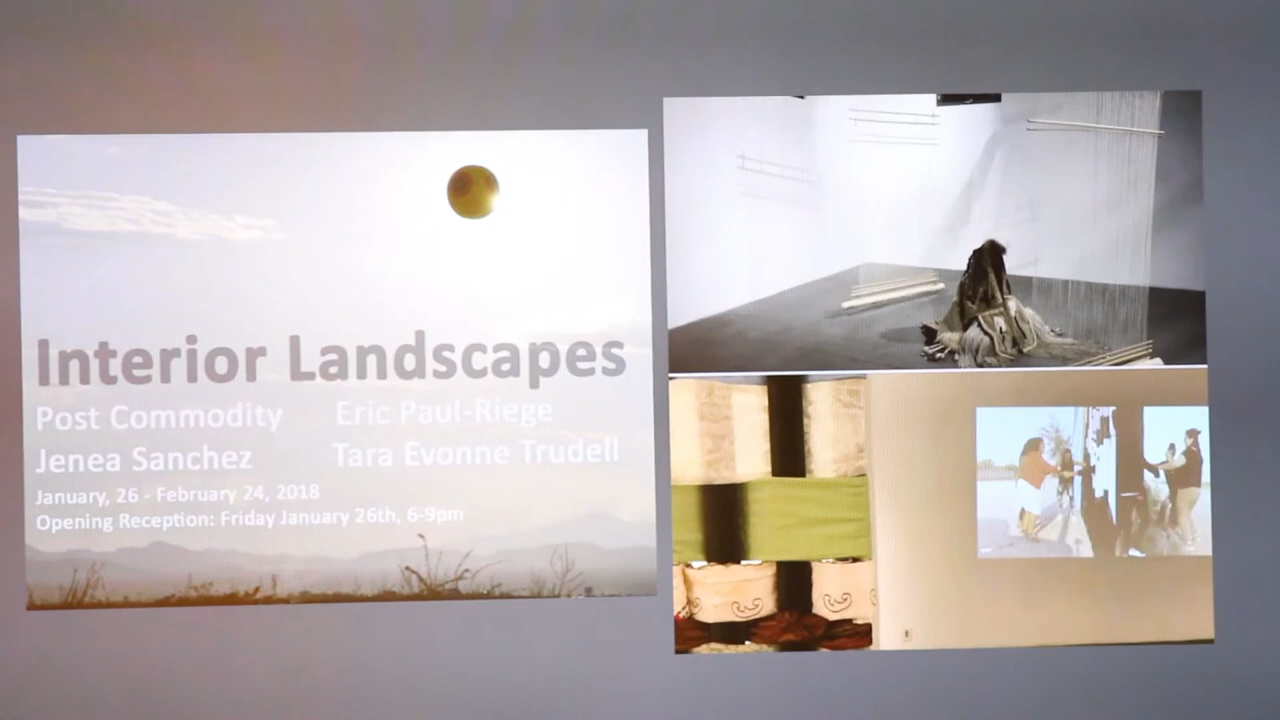 Interior Landscapes
Post Commodity Eric Paul-Riege
Jenea Sanchez Tara Evonne Trudell
January, 26 - February 24, 2018
Opening Reception: Friday January 26th, 6-9pm